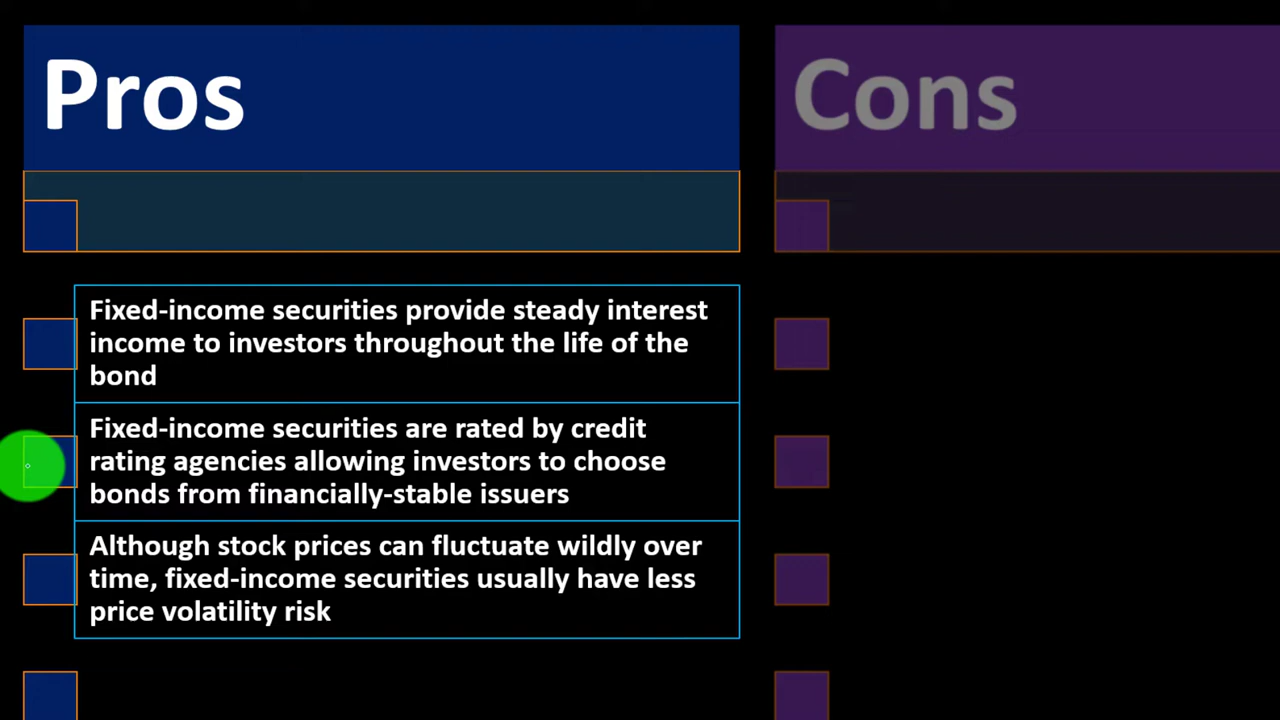 Pros
Cons
Fixed-income securities provide steady interest
income to investors throughout the life of the
bond
Fixed-income securities are rated by credit
rating agencies allowing investors to choose
bonds from financially-stable issuers
Although stock prices can fluctuate wildly over
time, fixed-income securities usually have less
price volatility risk